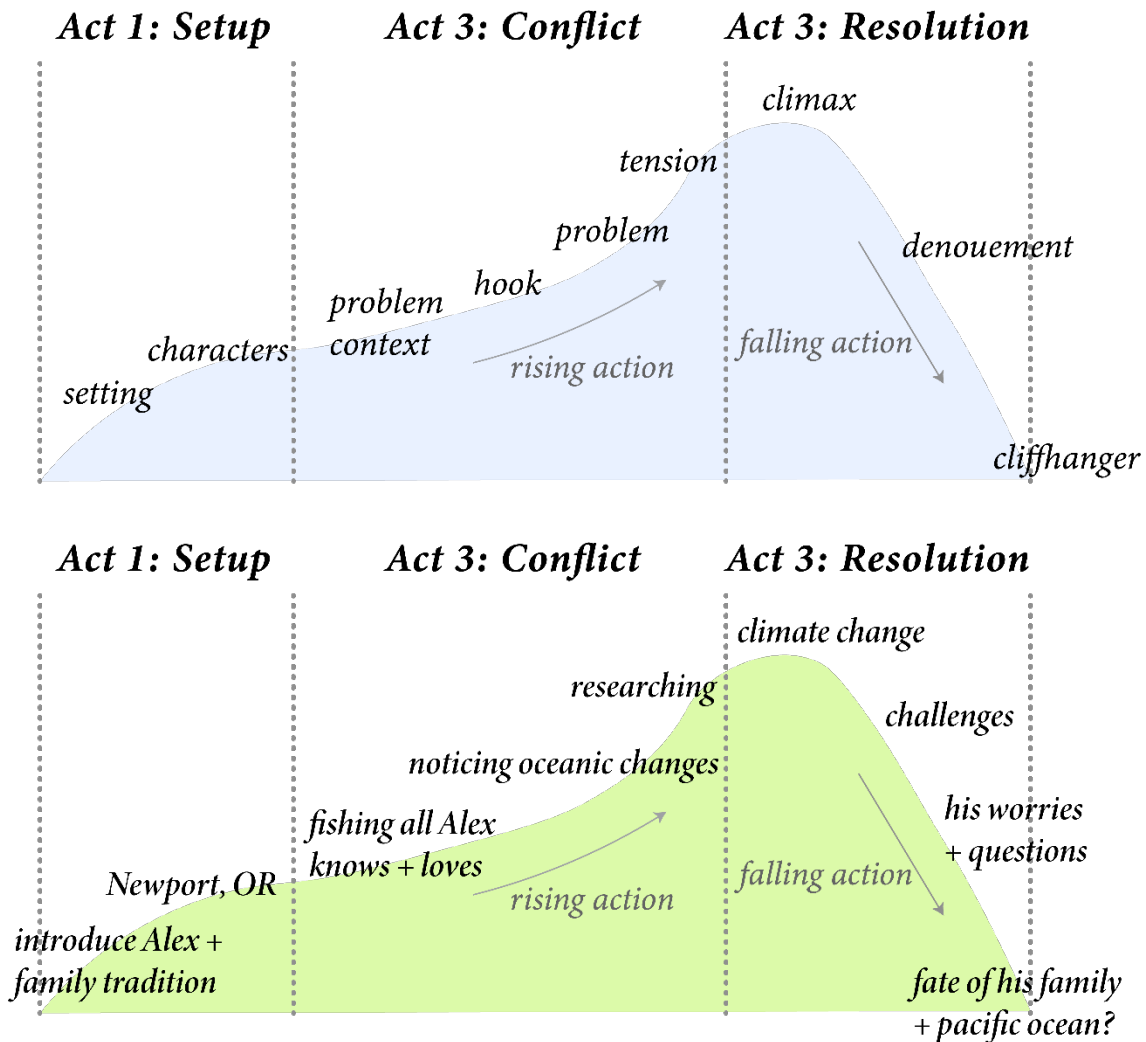 Act 1: Setup
Act 3: Conflict
Act 3: Resolution
climax
tension
problem
denouement
hook
problem
context
characters
rising action
falling action
setting
cliffhanger
Act 1: Setup
Act 3: Conflict
Act 3: Resolution
climate change
researching
challenges
noticing oceanic changes
fishing all Alex
knows + loves
his worries
+ questions
Newport, OR
rising action
falling action
introduce Alex +
family tradition
fate of his family
+ pacific ocean?